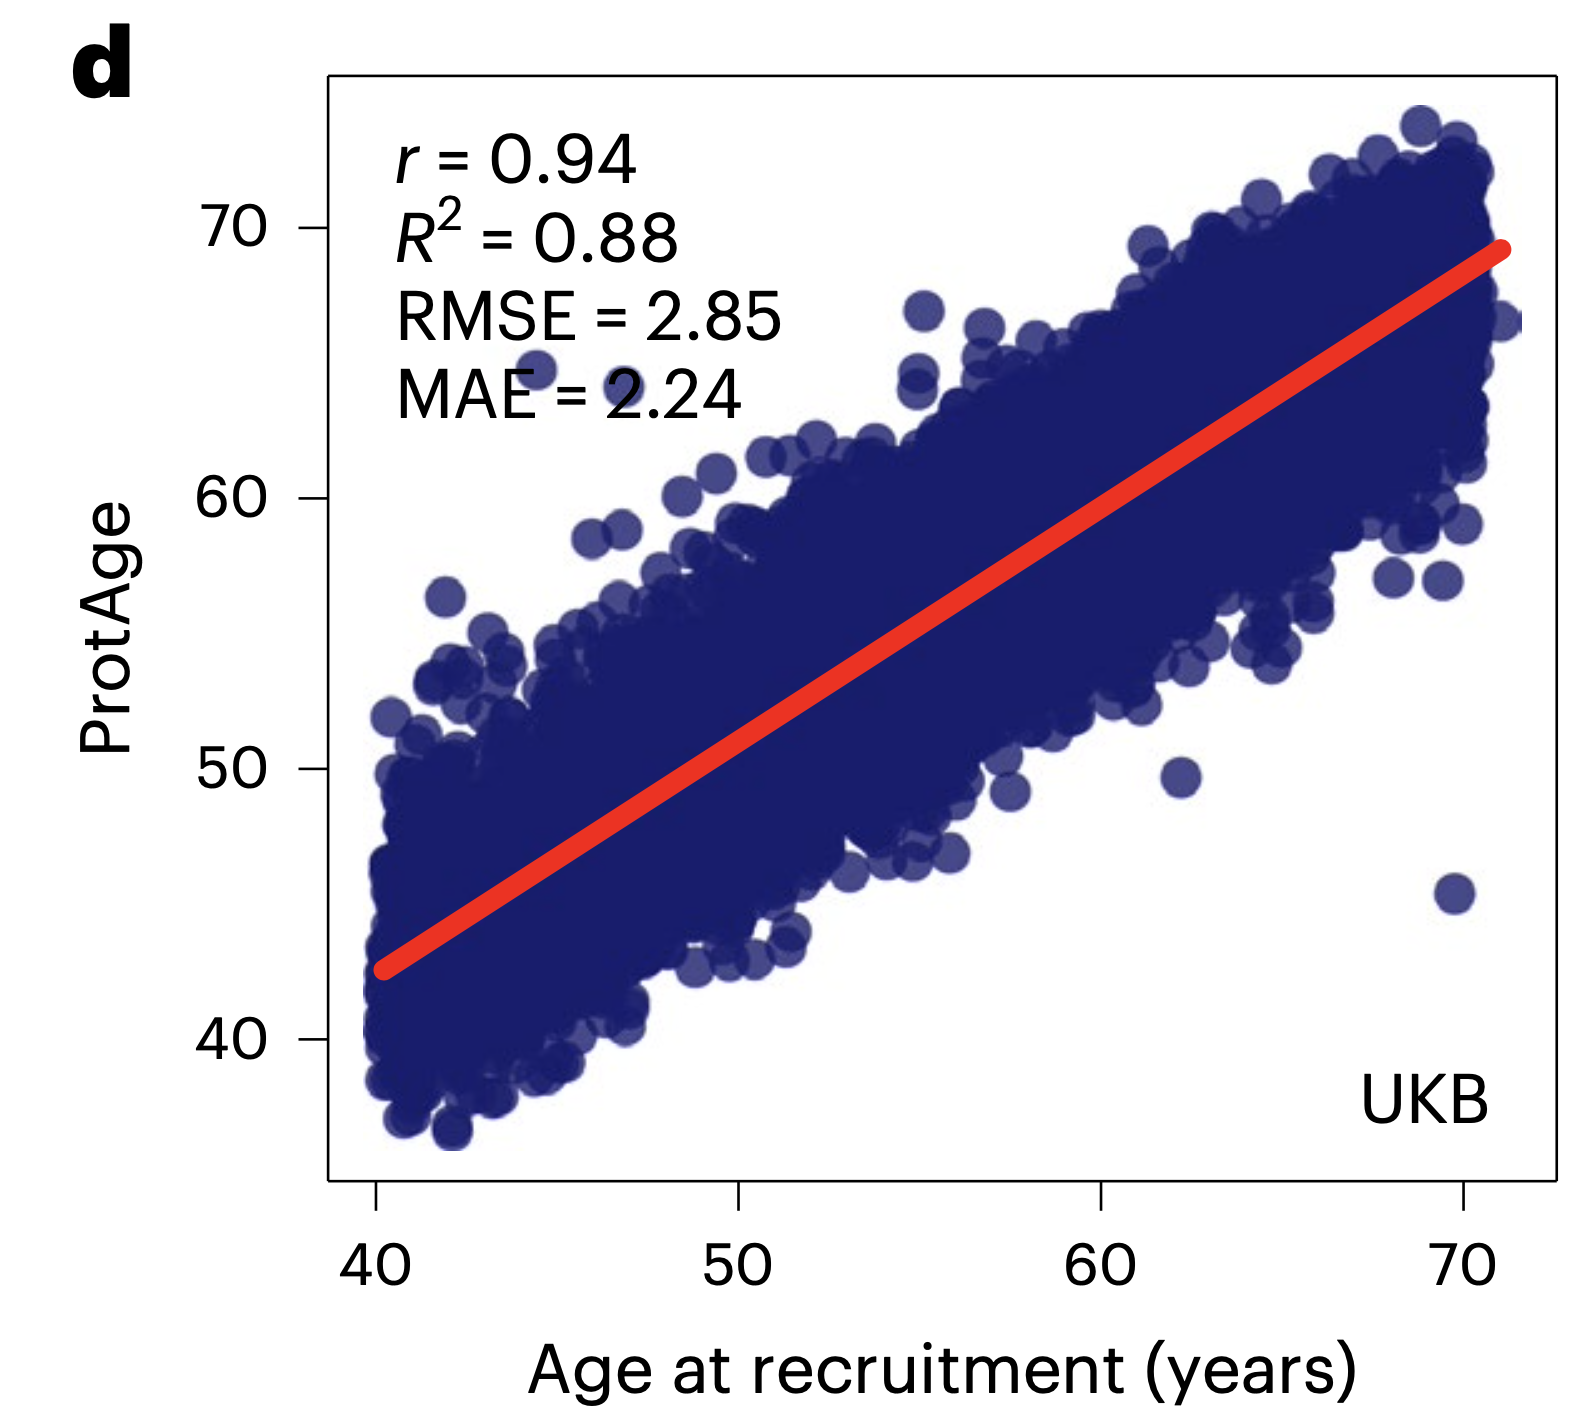 d
r = 0.94
R² = 0.88
RMSE = 2.85
MAE = 2.24
70
60
50
40
ProtAge
UKB
40 50 60 70
Age at recruitment (years)